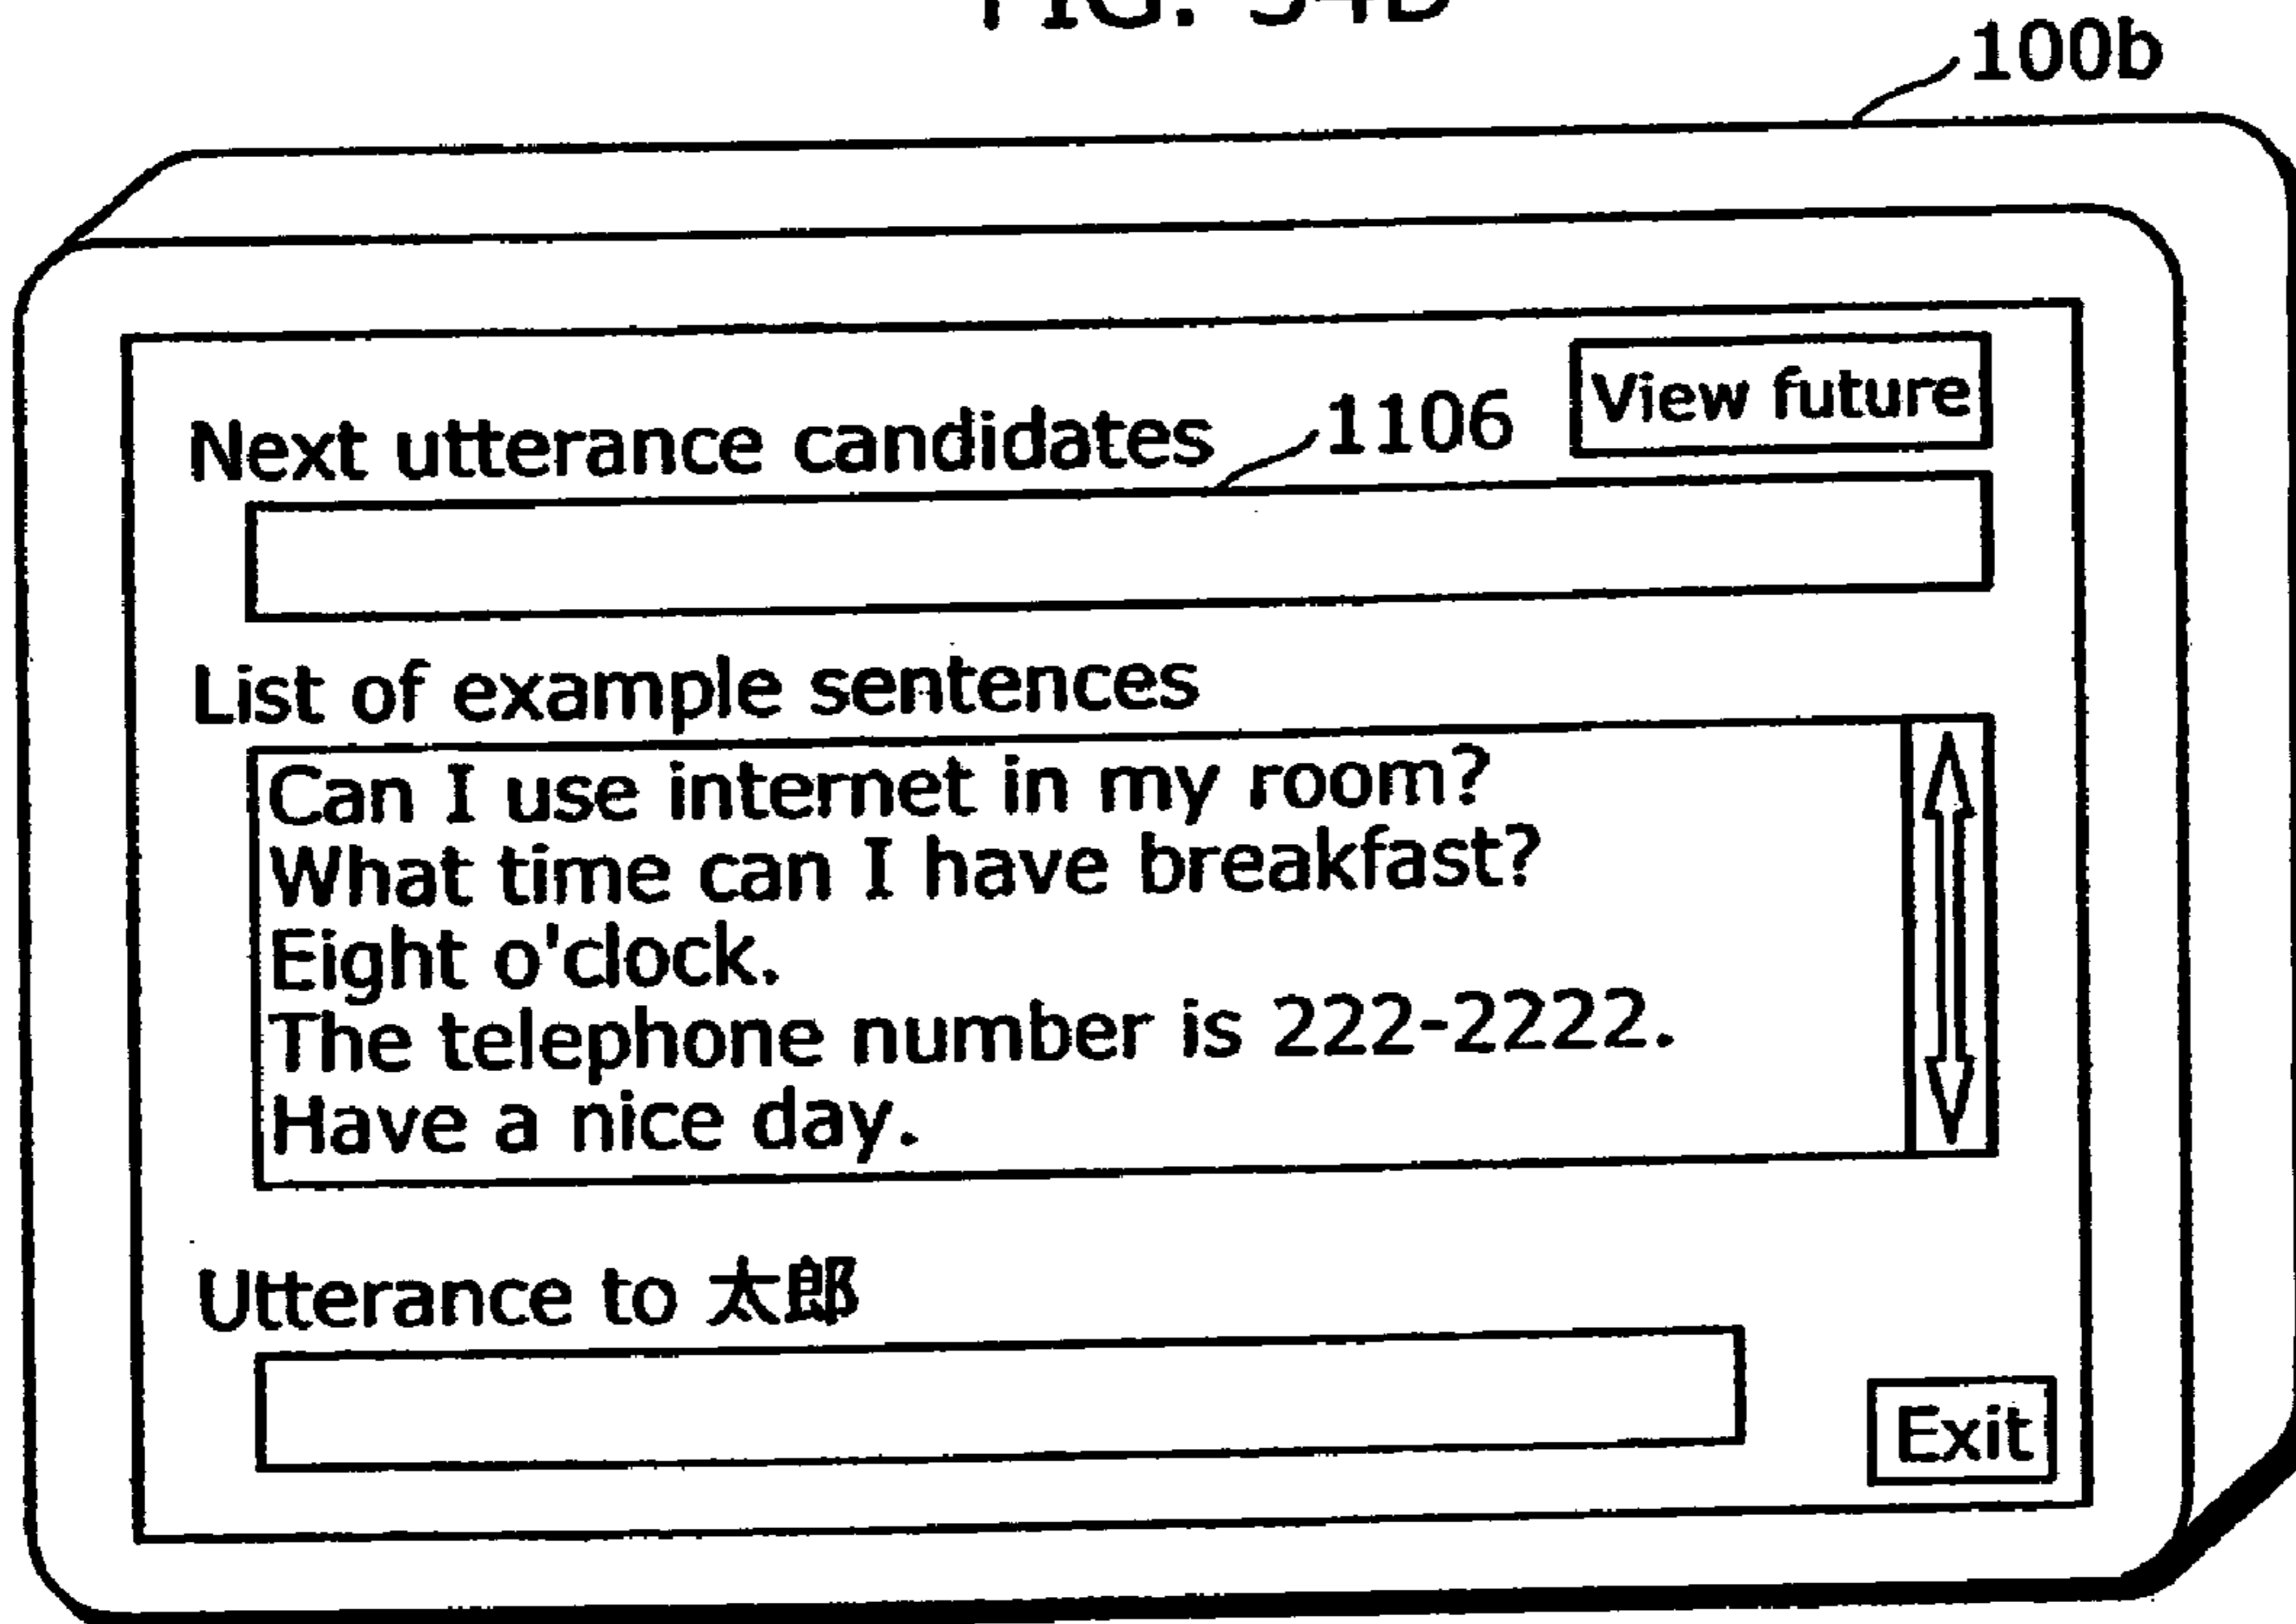 FIG. 34B
100b
View future
Next utterance candidates
1106
List of example sentences
Can I use internet in my room?
What time can I have breakfast?
Eight o'clock.
The telephone number is 222-2222.
Have a nice day.
Utterance to 太郎
Exit